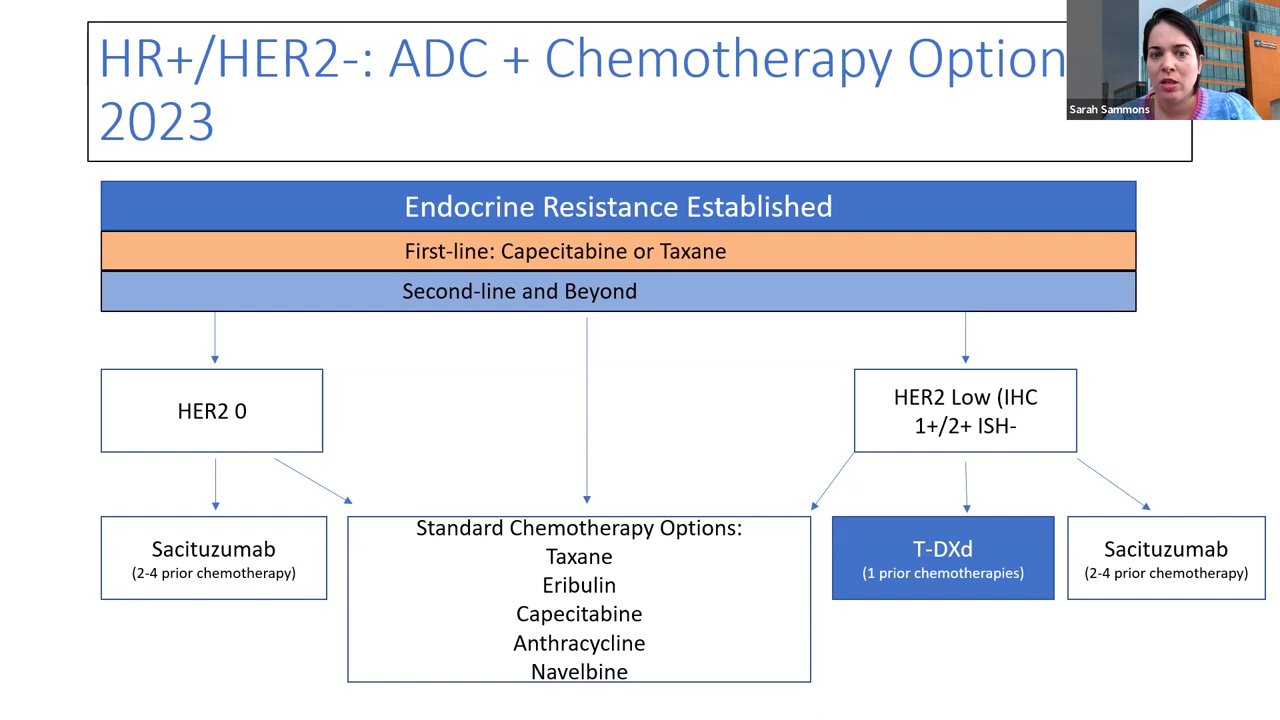 HR+/HER2-: ADC + Chemotherapy Option
2023
Sarah Sammons
Endocrine Resistance Established
First-line: Capecitabine or Taxane
Second-line and Beyond
HER2 0
HER2 Low (IHC
1+/2+ ISH-
Sacituzumab
(2-4 prior chemotherapy)
Standard Chemotherapy Options:
Taxane
Eribulin
Capecitabine
Anthracycline
Navelbine
T-DXd
(1 prior chemotherapies)
Sacituzumab
(2-4 prior chemotherapy)